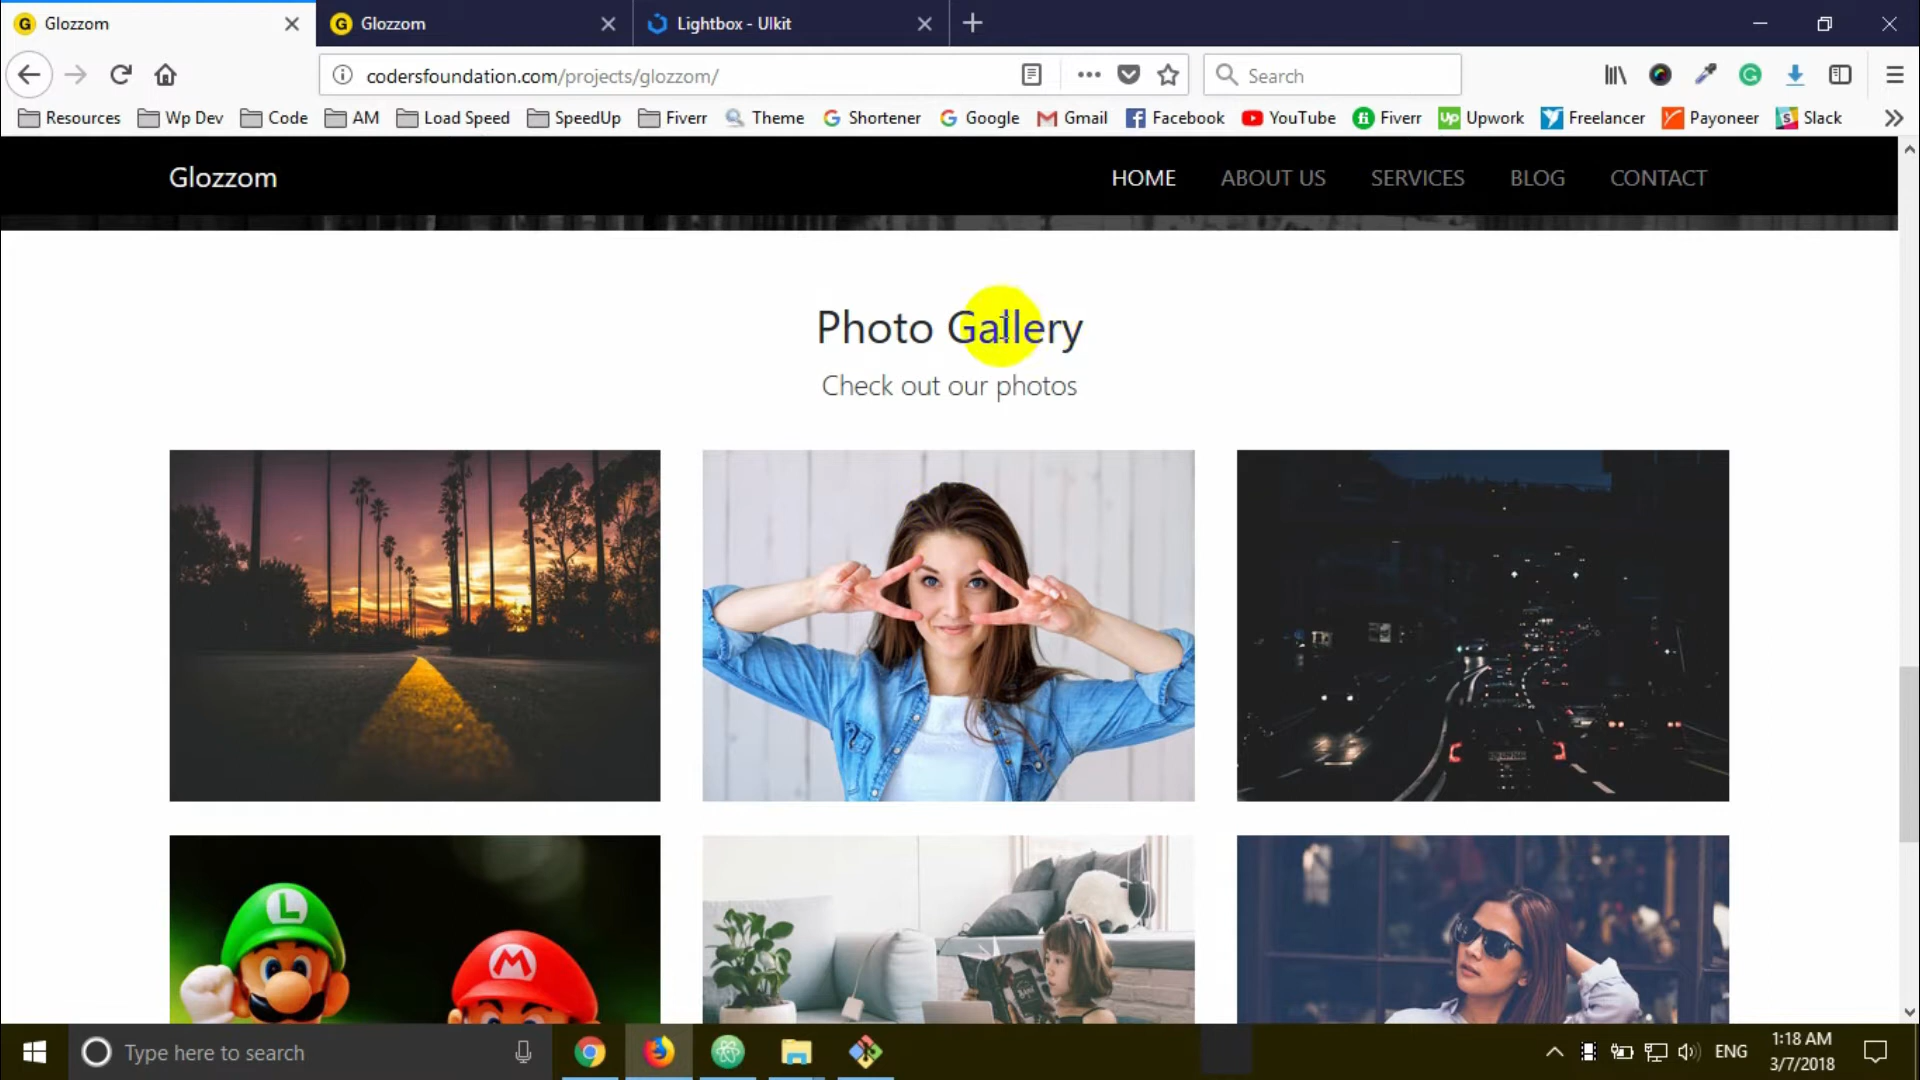 Glozzom
Glozzom
Lightbox - UIkit
codersfoundation.com/projects/glozzom/
Search
Resources
Wp Dev
Code
AM
Load Speed
SpeedUp
Fiverr
Theme
Shortener
Google
Gmail
Facebook
YouTube
Fiverr
Upwork
Freelancer
Payoneer
Slack
Glozzom
HOME
ABOUT US
SERVICES
BLOG
CONTACT
Photo Gallery
Check out our photos
L
M
Type here to search
ENG
1:18 AM
3/7/2018